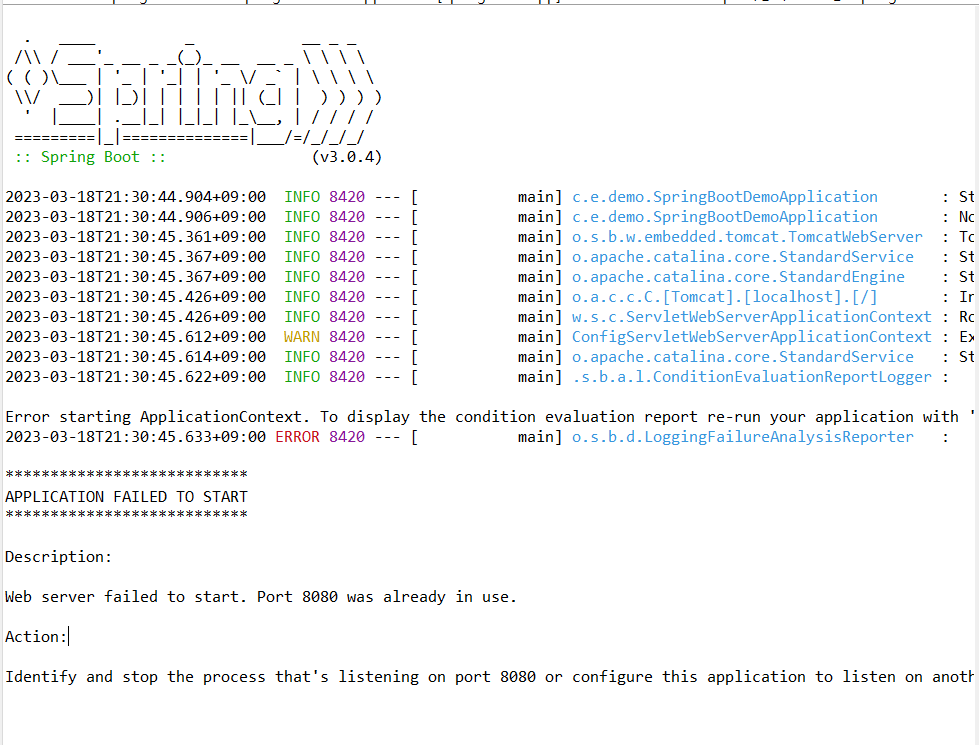 .   ____          _            __ _ _
 /\\ / ___'_ __ _ _(_)_ __  __ _ \ \ \ \
( ( )\___ | '_ | '_| | '_ \/ _` | \ \ \ \
 \\/  ___)| |_)| | | | | || (_| |  ) ) ) )
  '  |____| .__|_| |_|_| |_\__, | / / / /
 =========|_|==============|___/=/_/_/_/
 :: Spring Boot ::                (v3.0.4)
2023-03-18T21:30:44.904+09:00  INFO 8420 --- [           main] c.e.demo.SpringBootDemoApplication       : St
2023-03-18T21:30:44.906+09:00  INFO 8420 --- [           main] c.e.demo.SpringBootDemoApplication       : No
2023-03-18T21:30:45.361+09:00  INFO 8420 --- [           main] o.s.b.w.embedded.tomcat.TomcatWebServer  : To
2023-03-18T21:30:45.367+09:00  INFO 8420 --- [           main] o.apache.catalina.core.StandardService   : St
2023-03-18T21:30:45.367+09:00  INFO 8420 --- [           main] o.apache.catalina.core.StandardEngine    : St
2023-03-18T21:30:45.426+09:00  INFO 8420 --- [           main] o.a.c.c.C.[Tomcat].[localhost].[/]       : In
2023-03-18T21:30:45.426+09:00  INFO 8420 --- [           main] w.s.c.ServletWebServerApplicationContext : Ro
2023-03-18T21:30:45.612+09:00  WARN 8420 --- [           main] ConfigServletWebServerApplicationContext : Ex
2023-03-18T21:30:45.614+09:00  INFO 8420 --- [           main] o.apache.catalina.core.StandardService   : St
2023-03-18T21:30:45.622+09:00  INFO 8420 --- [           main] .s.b.a.l.ConditionEvaluationReportLogger :
Error starting ApplicationContext. To display the condition evaluation report re-run your application with '
2023-03-18T21:30:45.633+09:00 ERROR 8420 --- [           main] o.s.b.d.LoggingFailureAnalysisReporter   :
***************************
APPLICATION FAILED TO START
***************************
Description:
Web server failed to start. Port 8080 was already in use.
Action:
Identify and stop the process that's listening on port 8080 or configure this application to listen on anoth